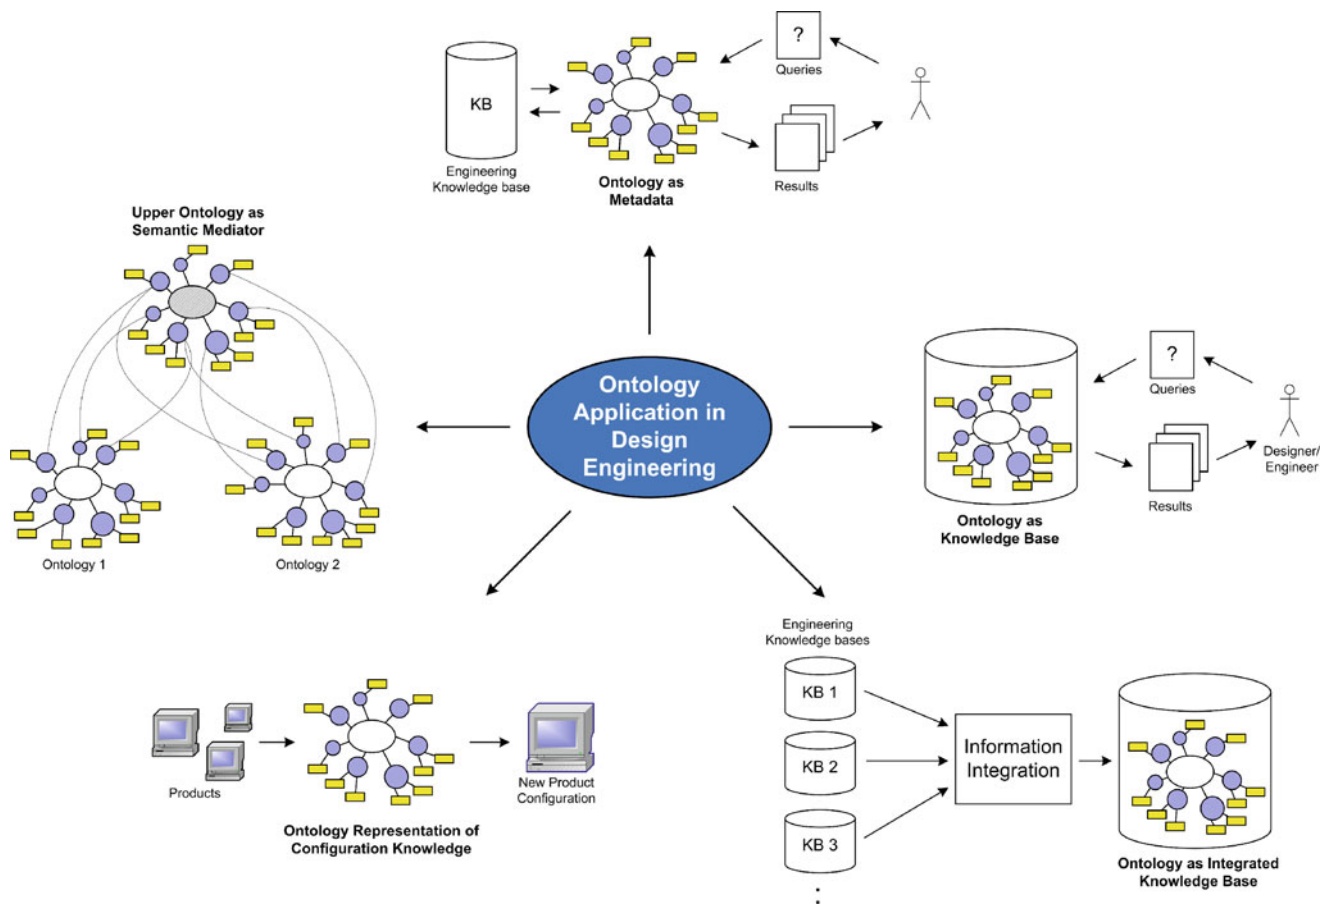 KB
Engineering
Knowledge base
Ontology as
Metadata
?
Queries
Results
Upper Ontology as
Semantic Mediator
Ontology 1
Ontology 2
Ontology
Application in
Design
Engineering
?
Queries
Results
Designer/
Engineer
Ontology as
Knowledge Base
Products
New Product
Configuration
Ontology Representation of
Configuration Knowledge
Engineering
Knowledge bases
KB 1
KB 2
KB 3
Information
Integration
Ontology as Integrated
Knowledge Base